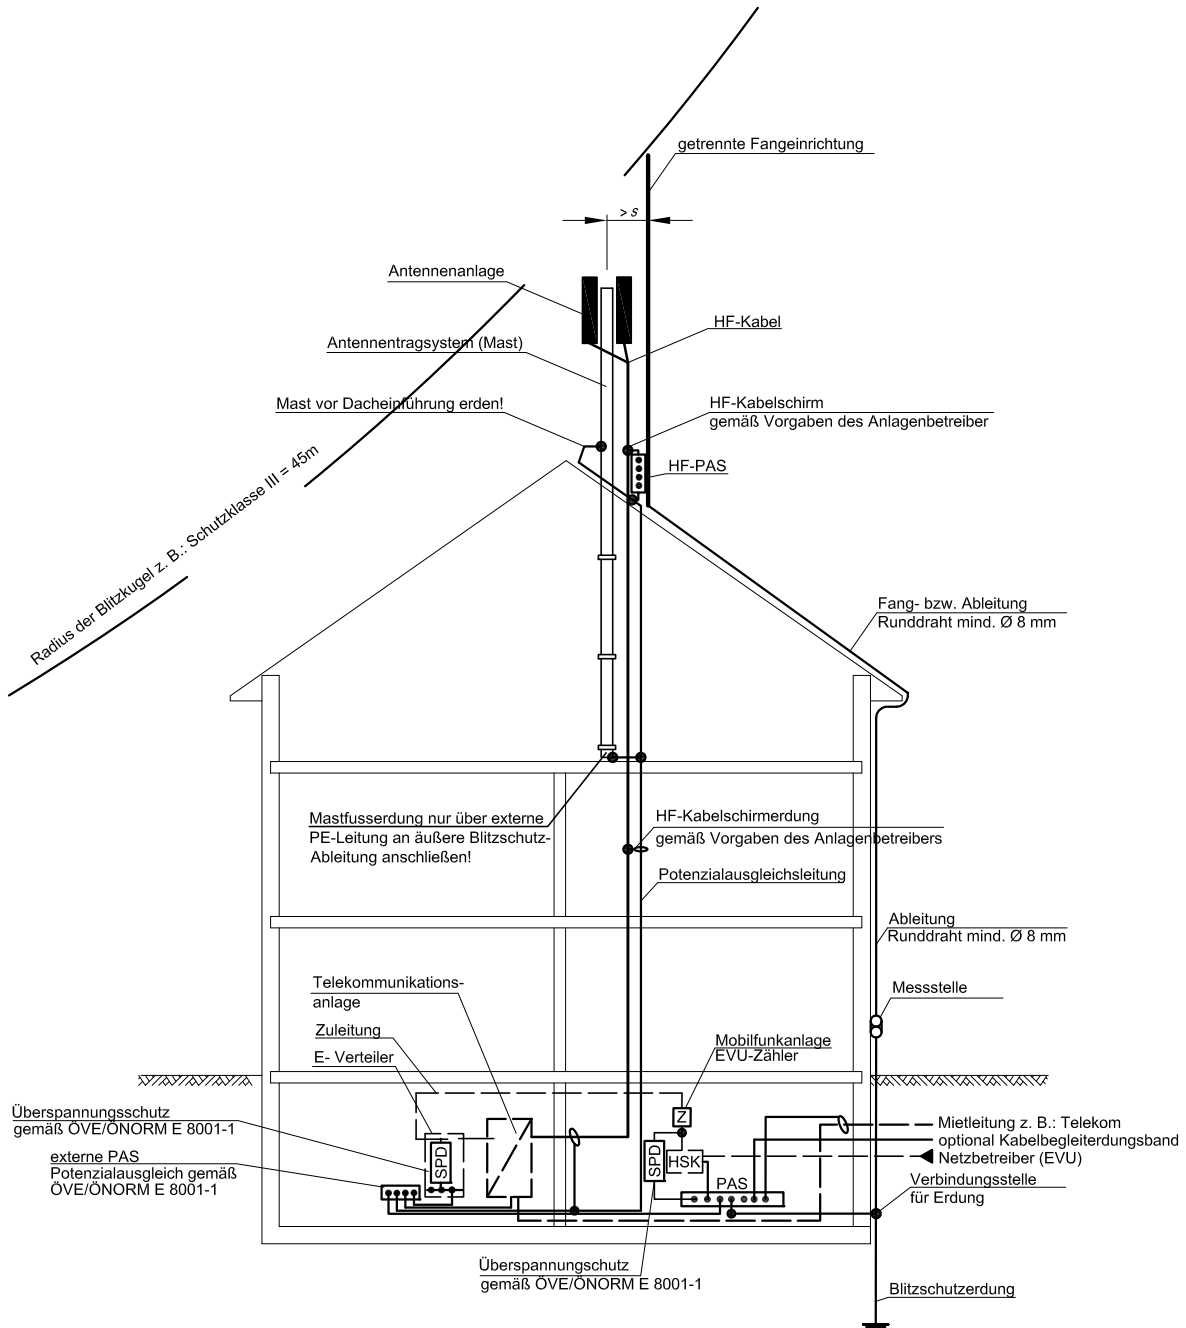 getrennte Fangeinrichtung
> s
Antennenanlage
HF-Kabel
Antennentragsystem (Mast)
Mast vor Dacheinführung erden!
HF-Kabelschirm
gemäß Vorgaben des Anlagenbetreiber
HF-PAS
Radius der Blitzkugel z. B.: Schutzklasse III = 45m
Fang- bzw. Ableitung
Runddraht mind. Ø 8 mm
Mastfusserdung nur über externe
PE-Leitung an äußere Blitzschutz-
Ableitung anschließen!
HF-Kabelschirmerdung
gemäß Vorgaben des Anlagenbetreibers
Potenzialausgleichsleitung
Ableitung
Runddraht mind. Ø 8 mm
Telekommunikations-
anlage
Messstelle
Zuleitung
E- Verteiler
Mobilfunkanlage
EVU-Zähler
Überspannungsschutz
gemäß ÖVE/ÖNORM E 8001-1
Z
Mietleitung z. B.: Telekom
optional Kabelbegleiterdungsband
Netzbetreiber (EVU)
externe PAS
Potenzialausgleich gemäß
ÖVE/ÖNORM E 8001-1
SPD
SPD
HSK
PAS
Verbindungsstelle
für Erdung
Überspannungschutz
gemäß ÖVE/ÖNORM E 8001-1
Blitzschutzerdung